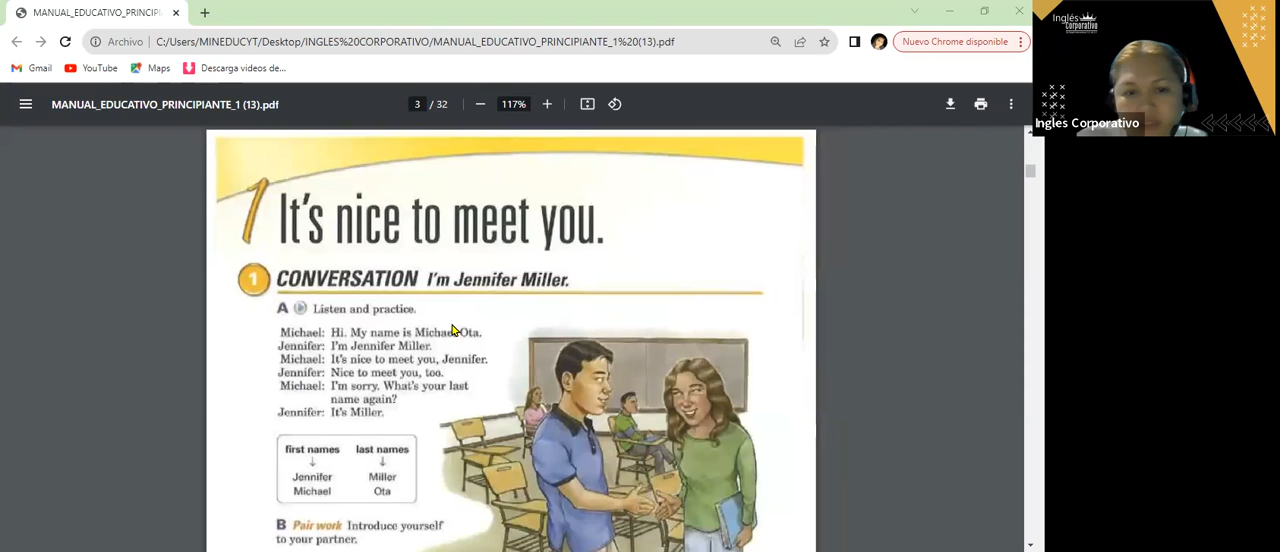 MANUAL_EDUCATIVO_PRINCIPI
Archivo
C:/Users/MINEDUCYT/Desktop/INGLES%20CORPORATIVO/MANUAL_EDUCATIVO_PRINCIPIANTE_1%20(13).pdf
Nuevo Chrome disponible
Gmail
YouTube
Maps
Descarga videos de...
MANUAL_EDUCATIVO_PRINCIPIANTE_1 (13).pdf
3 / 32
117%
Inglés
Corporativo
Ingles Corporativo
1 It's nice to meet you.
1 CONVERSATION I'm Jennifer Miller.
A Listen and practice.
Michael: Hi. My name is Michael Ota.
Jennifer: I'm Jennifer Miller.
Michael: It's nice to meet you, Jennifer.
Jennifer: Nice to meet you, too.
Michael: I'm sorry. What's your last
name again?
Jennifer: It's Miller.
first names last names
Jennifer Miller
Michael Ota
B Pair work Introduce yourself
to your partner.